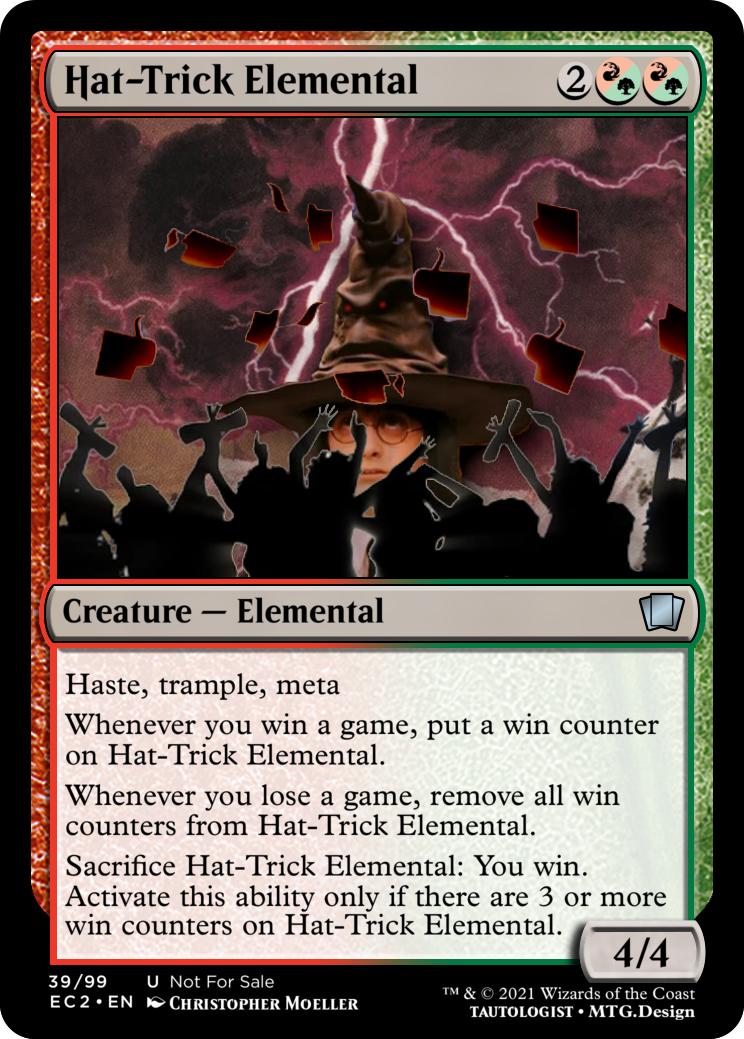 Hat-Trick Elemental 2
Creature — Elemental
Haste, trample, meta
Whenever you win a game, put a win counter
on Hat-Trick Elemental.
Whenever you lose a game, remove all win
counters from Hat-Trick Elemental.
Sacrifice Hat-Trick Elemental: You win.
Activate this ability only if there are 3 or more
win counters on Hat-Trick Elemental.
4/4
39/99 U Not For Sale
EC2 • EN Christopher Moeller
™ & © 2021 Wizards of the Coast
TAUTOLOGIST • MTG.Design